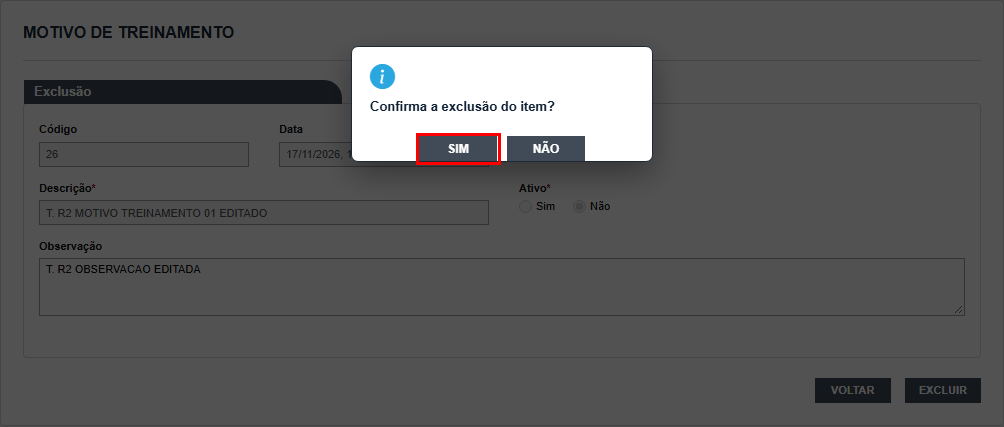 MOTIVO DE TREINAMENTO
i
Confirma a exclusão do item?
SIM NÃO
Exclusão
Código Data
26 17/11/2026, 1
Descrição* Ativo*
T. R2 MOTIVO TREINAMENTO 01 EDITADO Sim Não
Observação
T. R2 OBSERVACAO EDITADA
VOLTAR EXCLUIR